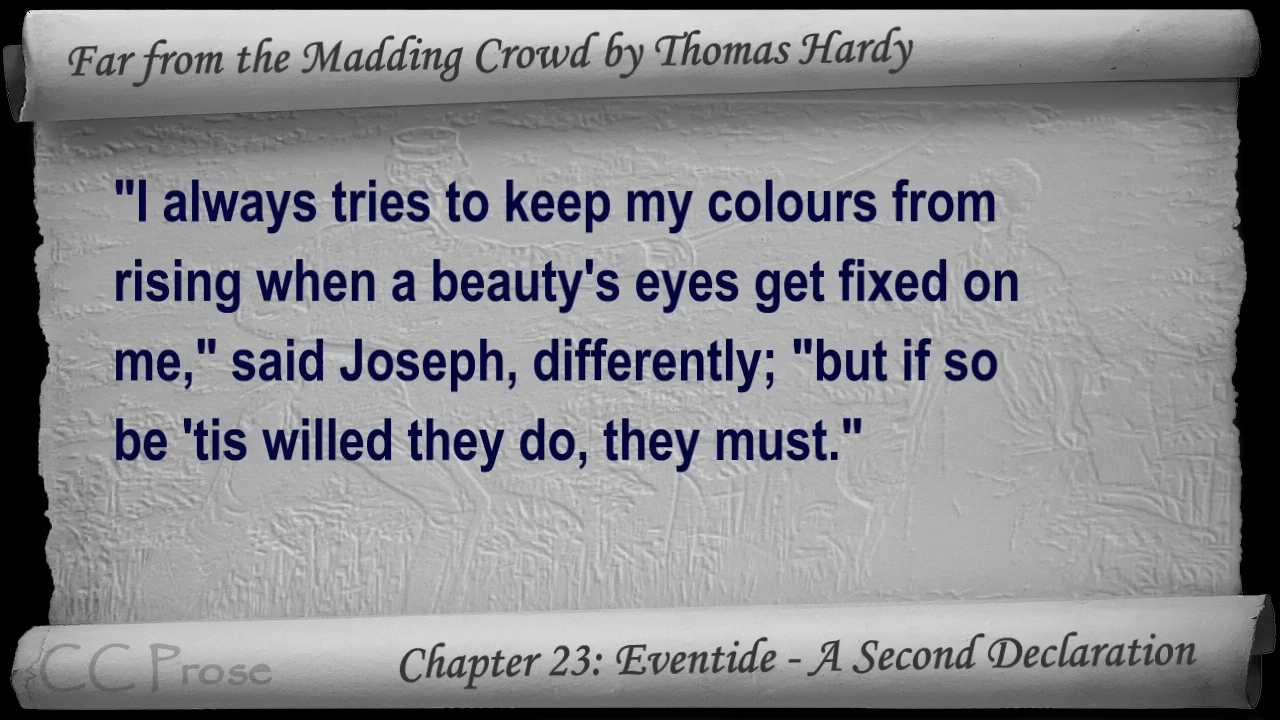 Far from the Madding Crowd by Thomas Hardy
"I always tries to keep my colours from
rising when a beauty's eyes get fixed on
me," said Joseph, differently; "but if so
be 'tis willed they do, they must."
CC Prose
Chapter 23: Eventide - A Second Declaration